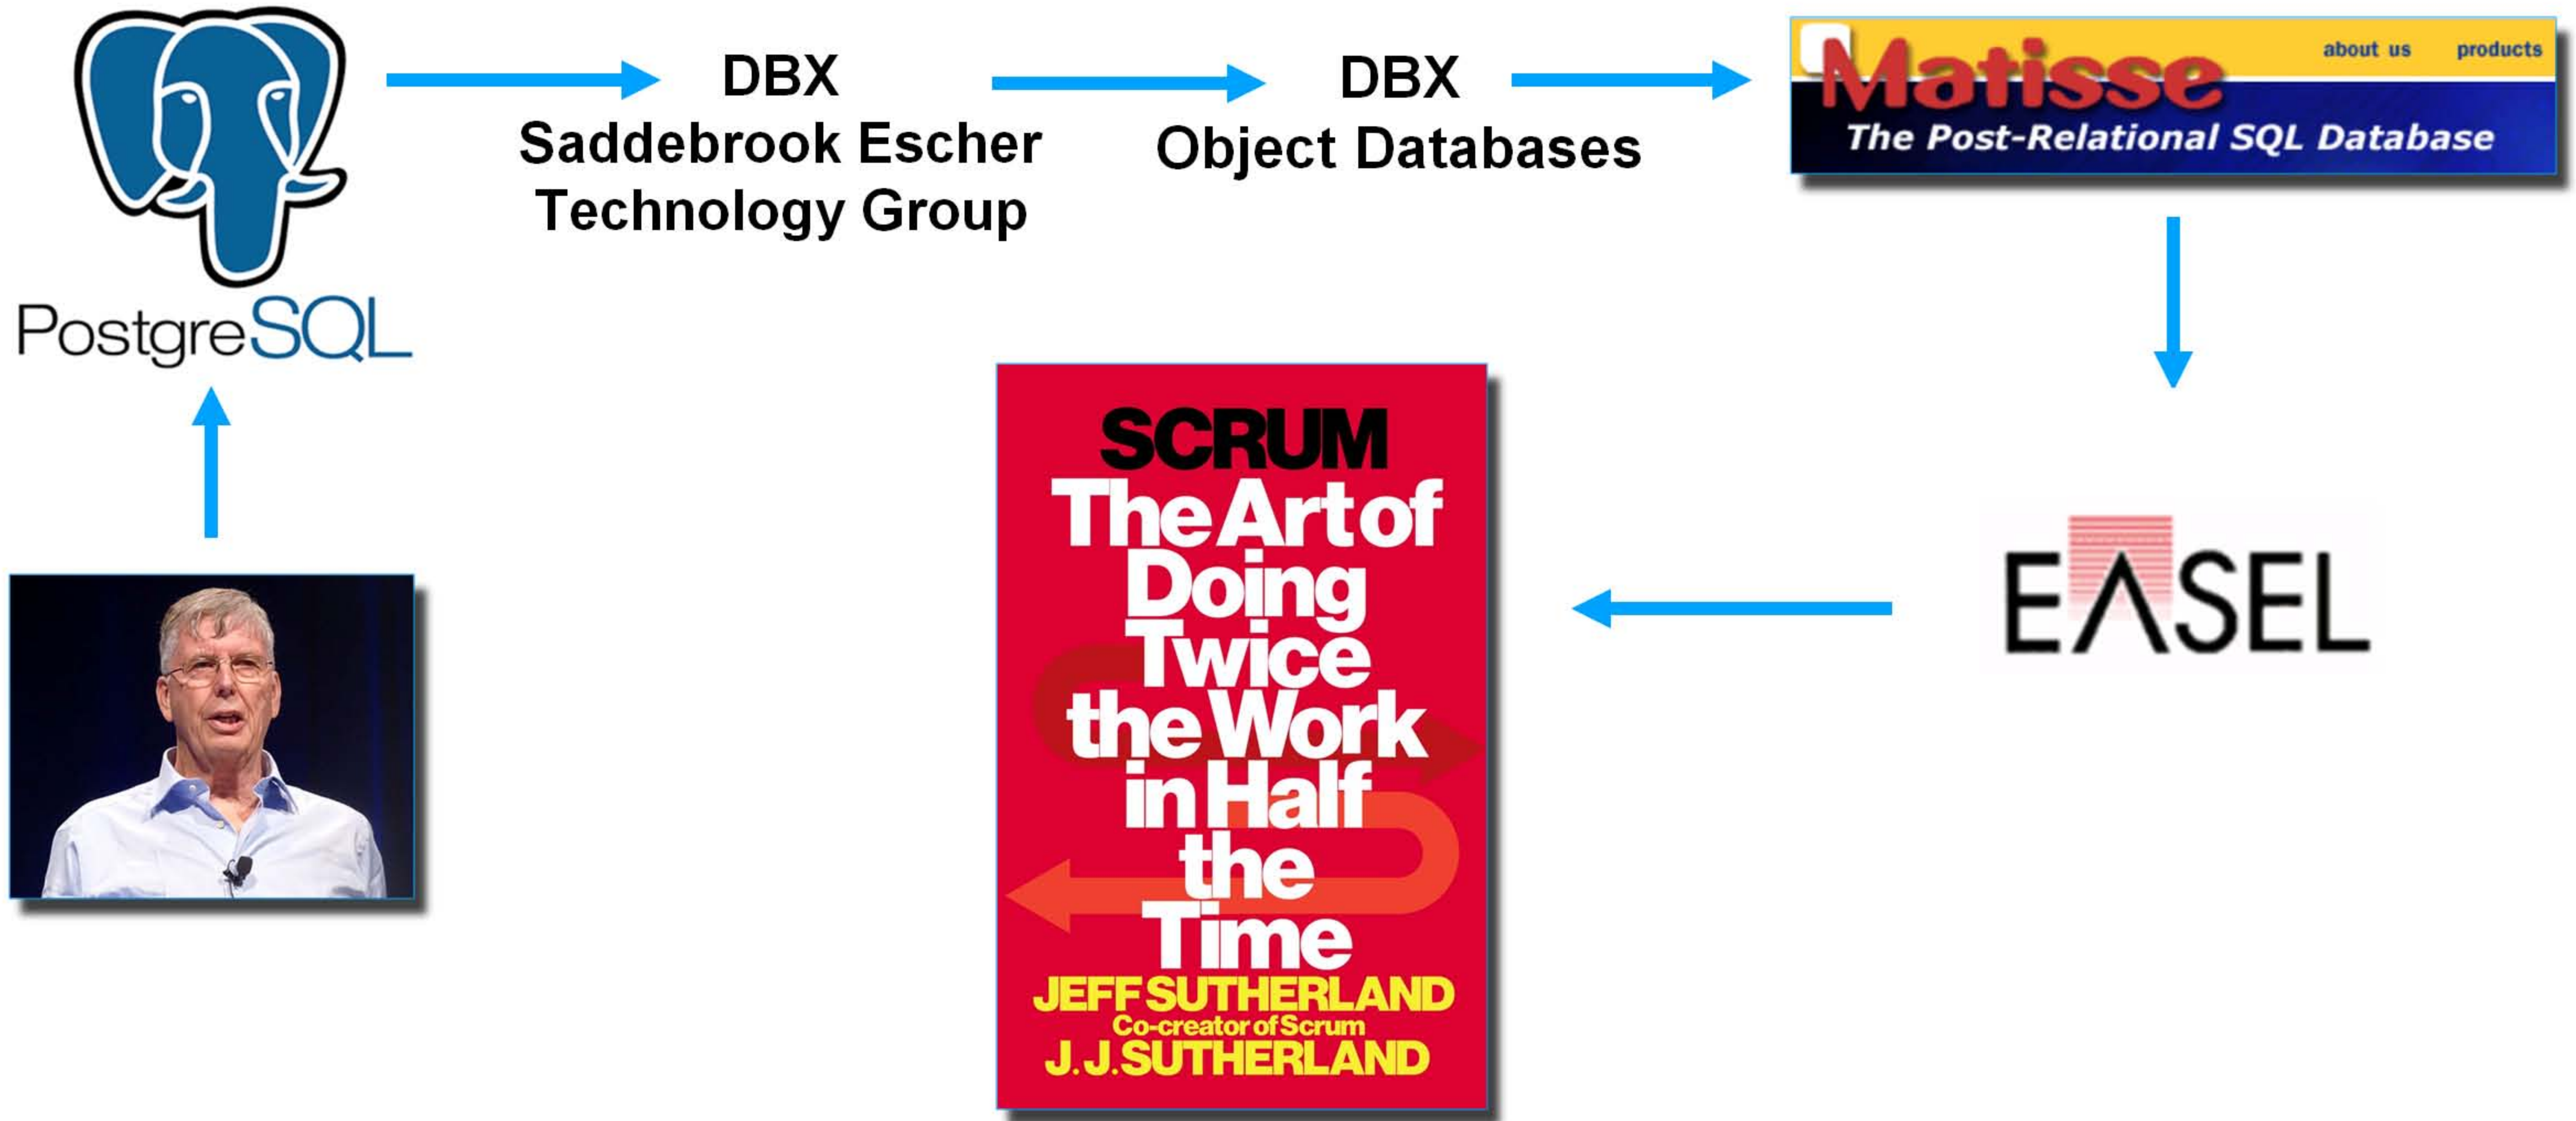 PostgreSQL
DBX
Saddebrook Escher
Technology Group
DBX
Object Databases
Matisse
about us products
The Post-Relational SQL Database
SCRUM
The Art of
Doing
Twice
the Work
in Half
the
Time
JEFF SUTHERLAND
Co-creator of Scrum
J.J. SUTHERLAND
EASEL